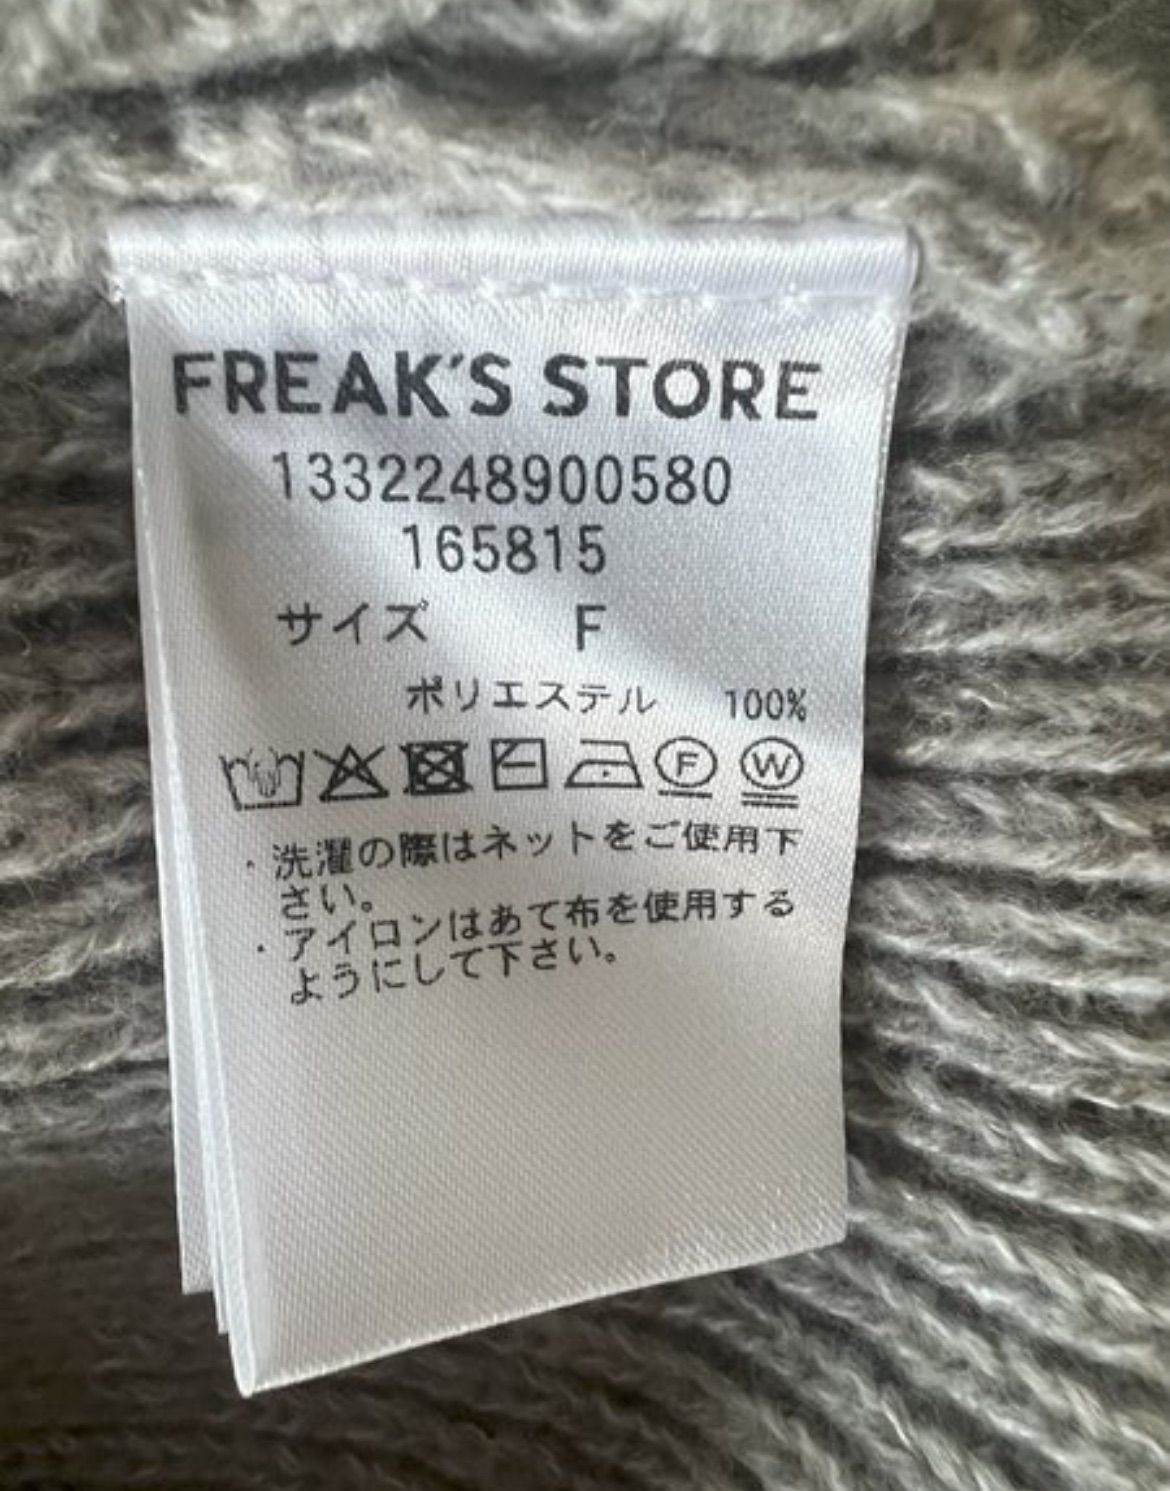 FREAK'S STORE
1332248900580
165815
サイズ F
ポリエステル 100%
F W
・洗濯の際はネットをご使用下
さい。
・アイロンはあて布を使用する
ようにして下さい。